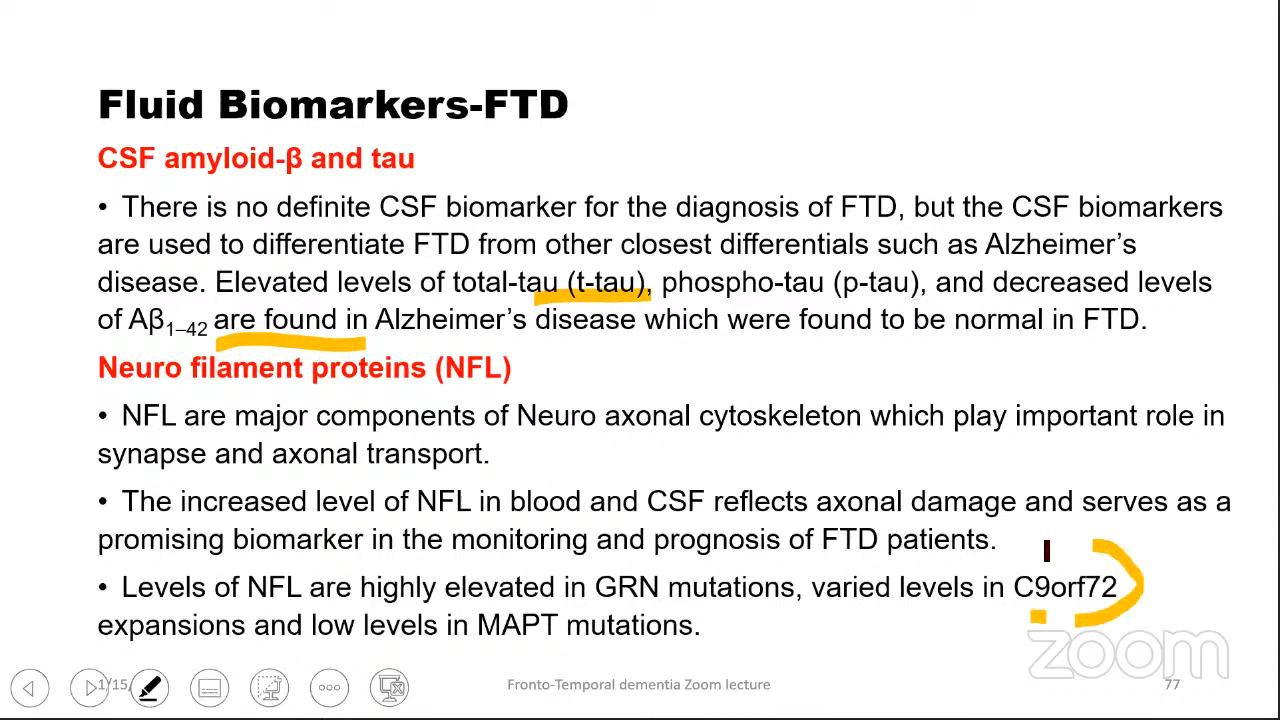 Fluid Biomarkers-FTD
CSF amyloid-β and tau
• There is no definite CSF biomarker for the diagnosis of FTD, but the CSF biomarkers
are used to differentiate FTD from other closest differentials such as Alzheimer's
disease. Elevated levels of total-tau (t-tau), phospho-tau (p-tau), and decreased levels
of Aβ1–42 are found in Alzheimer's disease which were found to be normal in FTD.
Neuro filament proteins (NFL)
• NFL are major components of Neuro axonal cytoskeleton which play important role in
synapse and axonal transport.
• The increased level of NFL in blood and CSF reflects axonal damage and serves as a
promising biomarker in the monitoring and prognosis of FTD patients.
• Levels of NFL are highly elevated in GRN mutations, varied levels in C9orf72
expansions and low levels in MAPT mutations.
zoom
1/15/
Fronto-Temporal dementia Zoom lecture
77